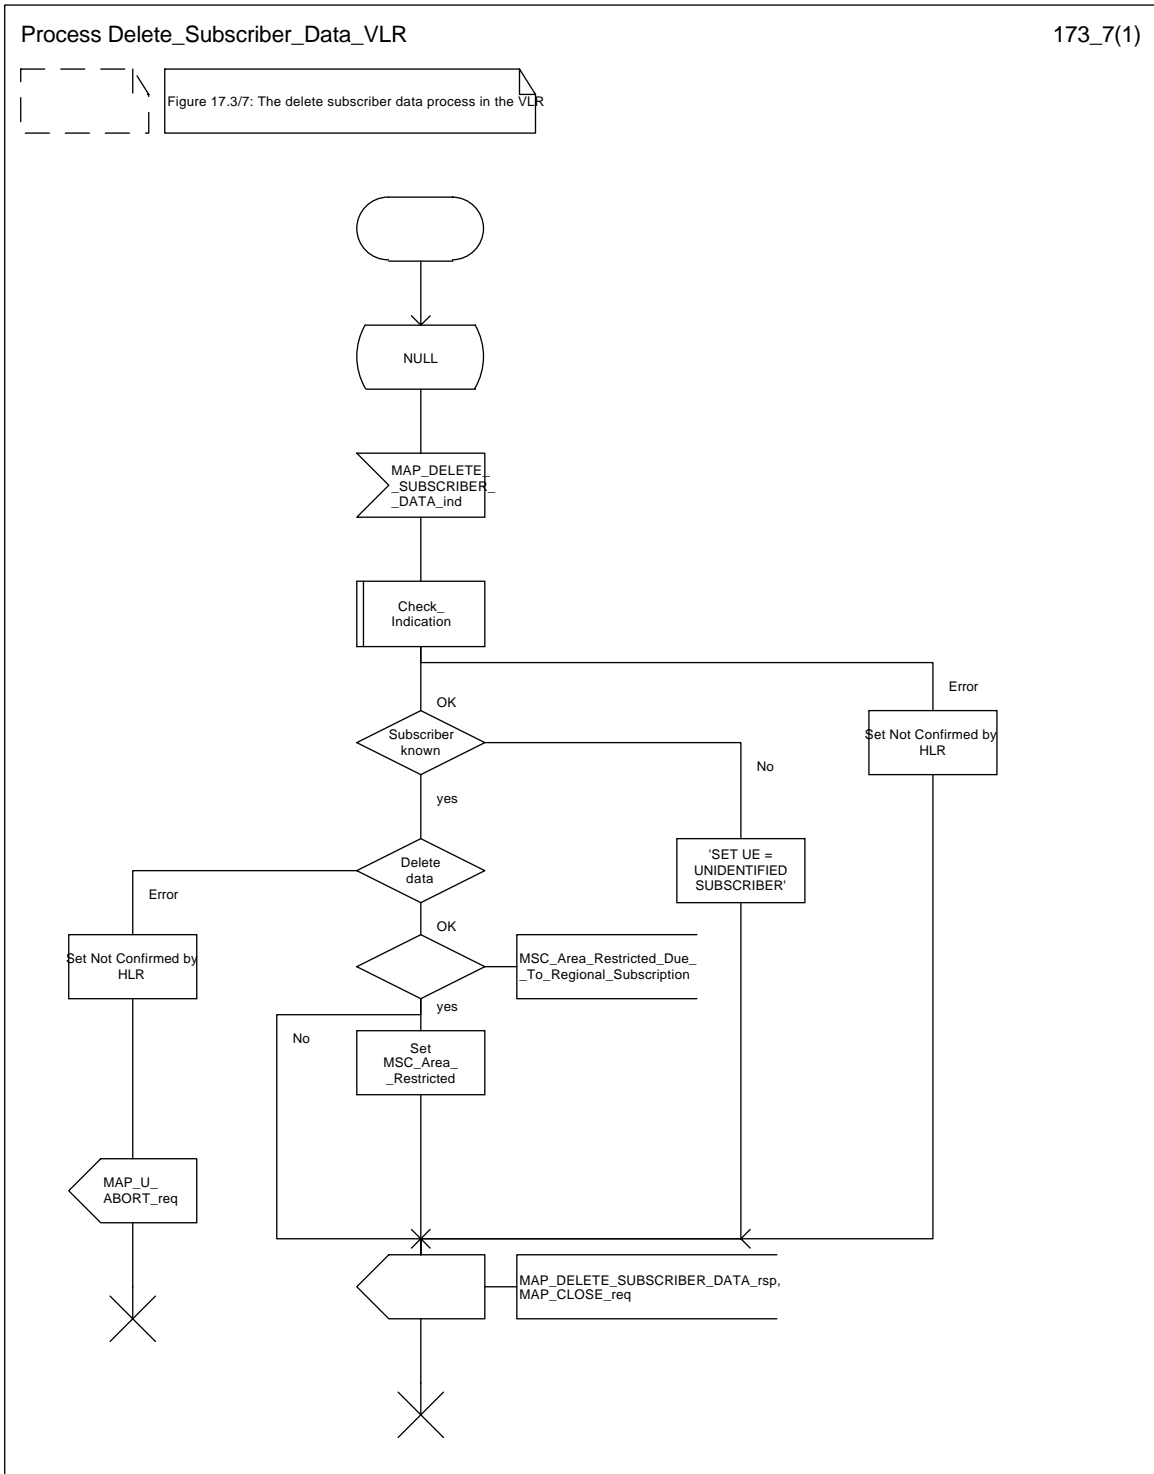 Process Delete_Subscriber_Data_VLR
173_7(1)
Figure 17.3/7: The delete subscriber data process in the VLR
NULL
MAP_DELETE_
_SUBSCRIBER_
_DATA_ind
Check_
Indication
Error
OK
Set Not Confirmed by
HLR
Subscriber
known
No
yes
'SET UE =
UNIDENTIFIED
SUBSCRIBER'
Delete
data
Error
OK
Set Not Confirmed by
HLR
MSC_Area_Restricted_Due_
_To_Regional_Subscription
yes
No
Set
MSC_Area_
_Restricted
MAP_U_
ABORT_req
MAP_DELETE_SUBSCRIBER_DATA_rsp,
MAP_CLOSE_req